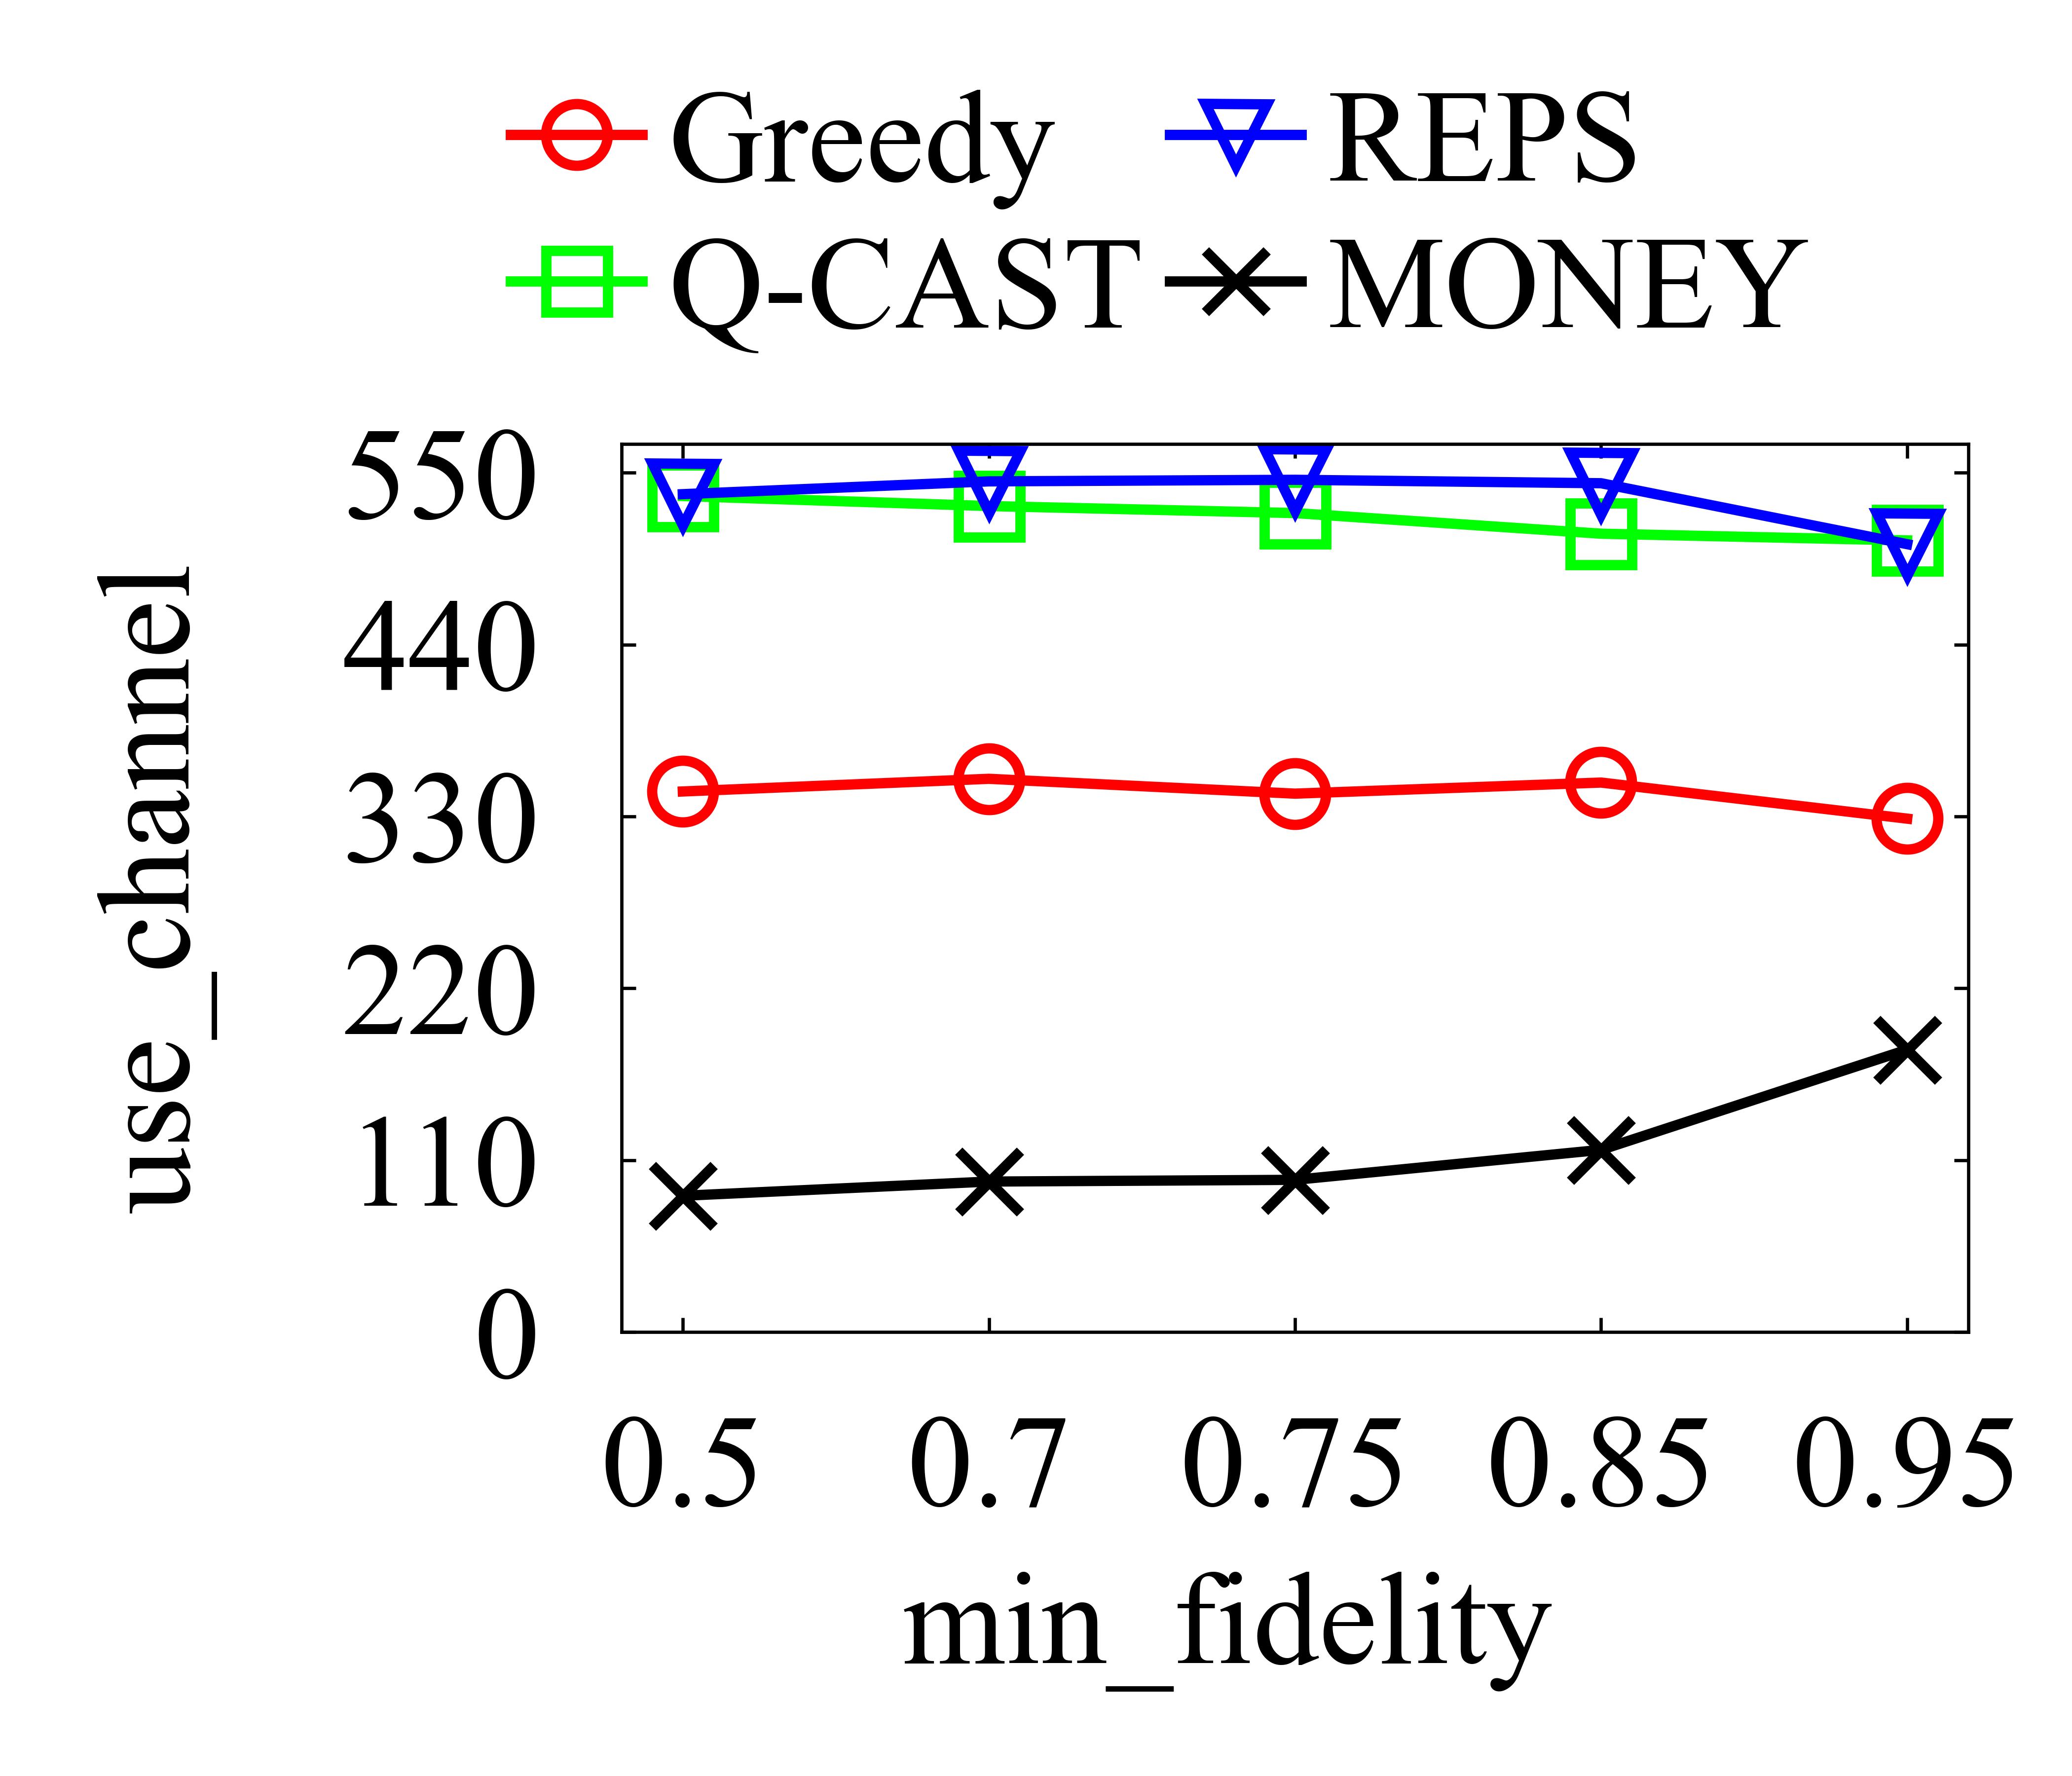 Greedy REPS
Q-CAST MONEY
550
440
330
220
110
0
use_channel
0.5 0.7 0.75 0.85 0.95
min_fidelity